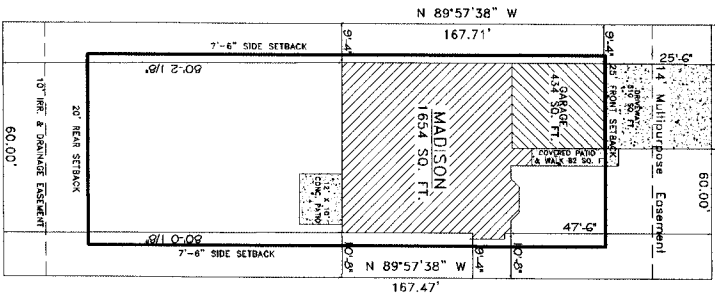 N 89°57'38" W
167.71'
7'-6" SIDE SETBACK
9'-4"
9'-4"
25'-6"
80'-2 1/8"
10' IRR & DRAINAGE EASEMENT
20' REAR SETBACK
60.00'
MADISON
1654 SQ. FT.
GARAGE
434 SQ. FT.
25' FRONT SETBACK
DRIVEWAY
SQ. FT.
14' Multipurpose Easement
60.00'
COVERED PATIO
& WALK 82 SQ. F
12' X 10'
CONC. PATIO
80'-0 1/8"
47'-6"
7'-6" SIDE SETBACK
10'-8"
N 89°57'38" W
9'-4"
10'-8"
167.47'